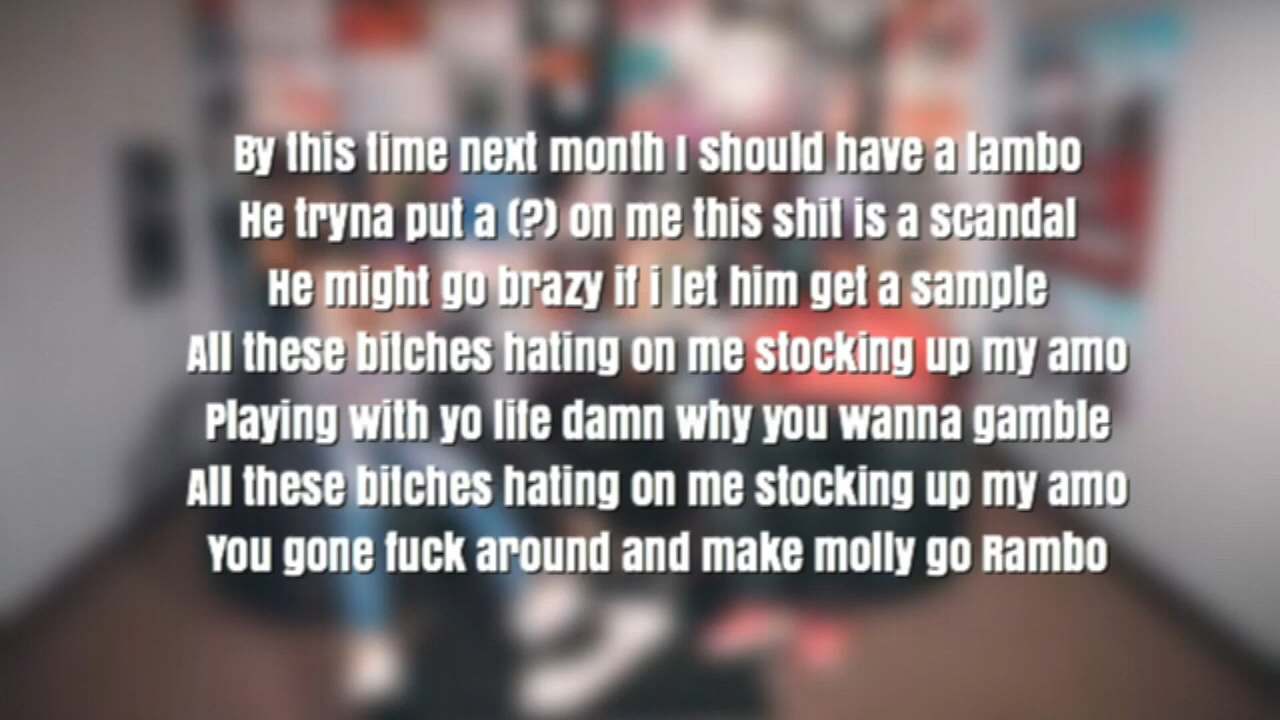 By this time next month I should have a lambo
He tryna put a (?) on me this shit is a scandal
He might go brazy if i let him get a sample
All these bitches hating on me stocking up my amo
Playing with yo life damn why you wanna gamble
All these bitches hating on me stocking up my amo
You gone fuck around and make molly go Rambo